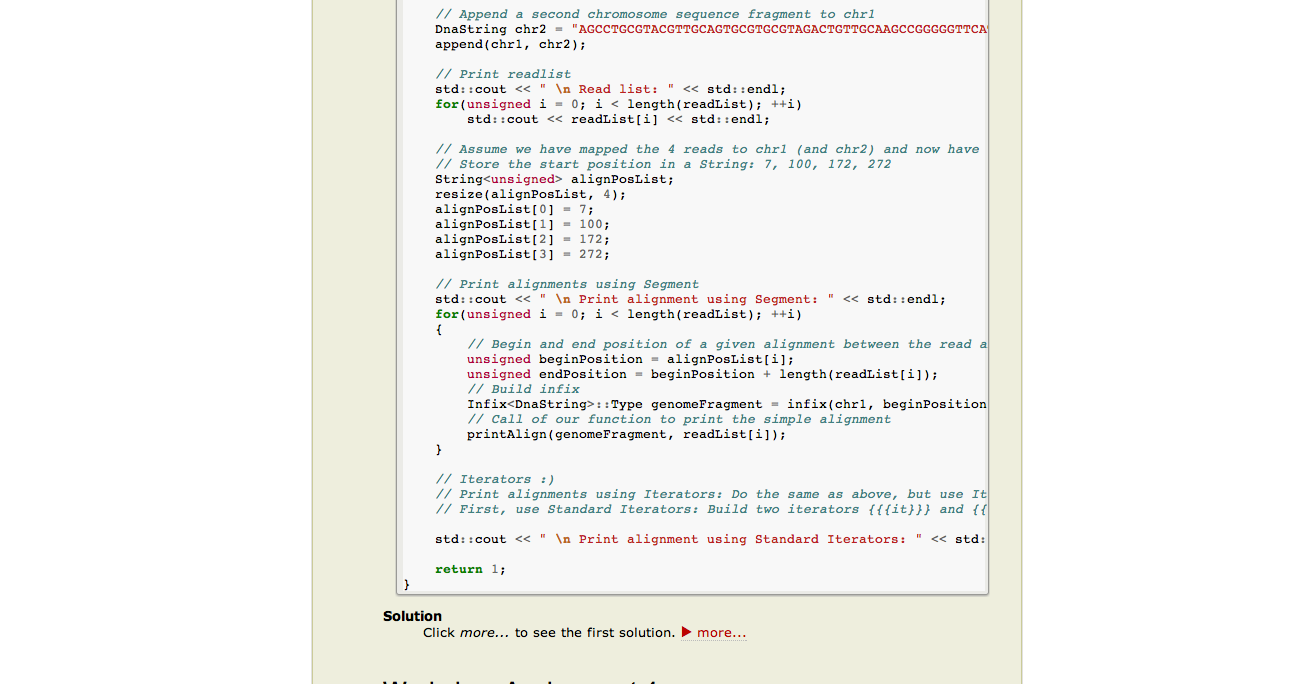 // Append a second chromosome sequence fragment to chr1
DnaString chr2 = "AGCCTGCGTACGTTGCAGTGCGTGCGTAGACTGTTGCAAGCCGGGGGTTCA
append(chr1, chr2);
// Print readlist
std::cout << " \n Read list: " << std::endl;
for(unsigned i = 0; i < length(readList); ++i)
std::cout << readList[i] << std::endl;
// Assume we have mapped the 4 reads to chr1 (and chr2) and now have
// Store the start position in a String: 7, 100, 172, 272
String<unsigned> alignPosList;
resize(alignPosList, 4);
alignPosList[0] = 7;
alignPosList[1] = 100;
alignPosList[2] = 172;
alignPosList[3] = 272;
// Print alignments using Segment
std::cout << " \n Print alignment using Segment: " << std::endl;
for(unsigned i = 0; i < length(readList); ++i)
{
// Begin and end position of a given alignment between the read a
unsigned beginPosition = alignPosList[i];
unsigned endPosition = beginPosition + length(readList[i]);
// Build infix
Infix<DnaString>::Type genomeFragment = infix(chr1, beginPosition
// Call of our function to print the simple alignment
printAlign(genomeFragment, readList[i]);
}
// Iterators :)
// Print alignments using Iterators: Do the same as above, but use It
// First, use Standard Iterators: Build two iterators {{{it}}} and {{
std::cout << " \n Print alignment using Standard Iterators: " << std:
return 1;
}
Solution
Click more... to see the first solution. ▶ more...